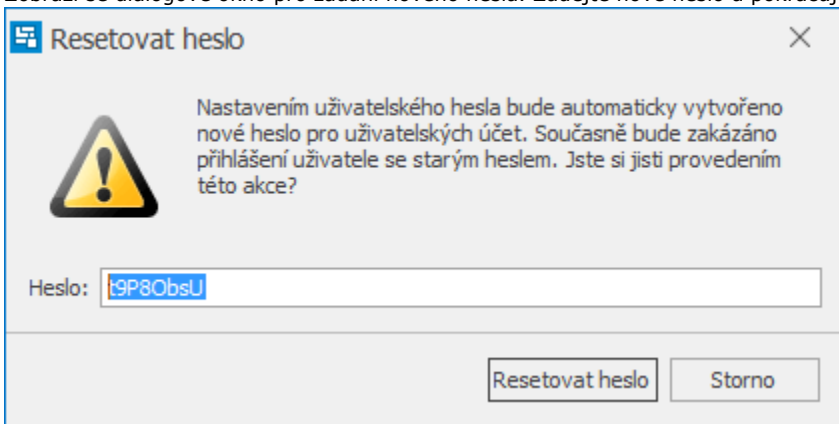 Zobrazí se dialogové okno pro zadání nového hesla. Zadejte nové heslo a pokračuj
Resetovat heslo
Nastavením uživatelského hesla bude automaticky vytvořeno
nové heslo pro uživatelských účet. Současně bude zakázáno
přihlášení uživatele se starým heslem. Jste si jisti provedením
této akce?
Heslo: t9P8ObsU
Resetovat heslo Storno